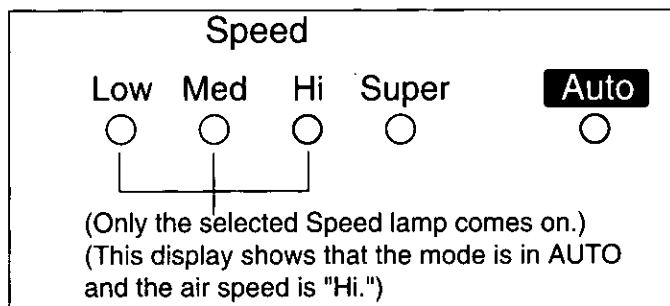 Speed
Low Med Hi Super Auto
(Only the selected Speed lamp comes on.)
(This display shows that the mode is in AUTO
and the air speed is "Hi.")